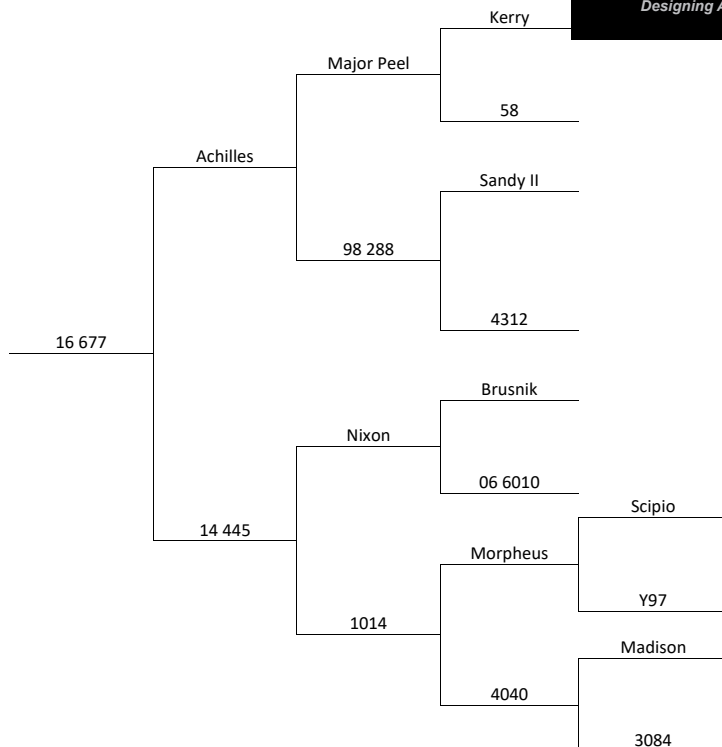 Designing
Kerry
Major Peel
58
Achilles
Sandy II
98 288
4312
16 677
Brusnik
Nixon
06 6010
Scipio
14 445
Morpheus
Y97
1014
Madison
4040
3084